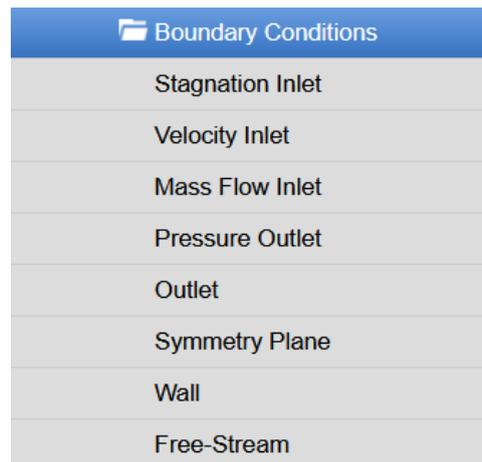 Boundary Conditions
Stagnation Inlet
Velocity Inlet
Mass Flow Inlet
Pressure Outlet
Outlet
Symmetry Plane
Wall
Free-Stream